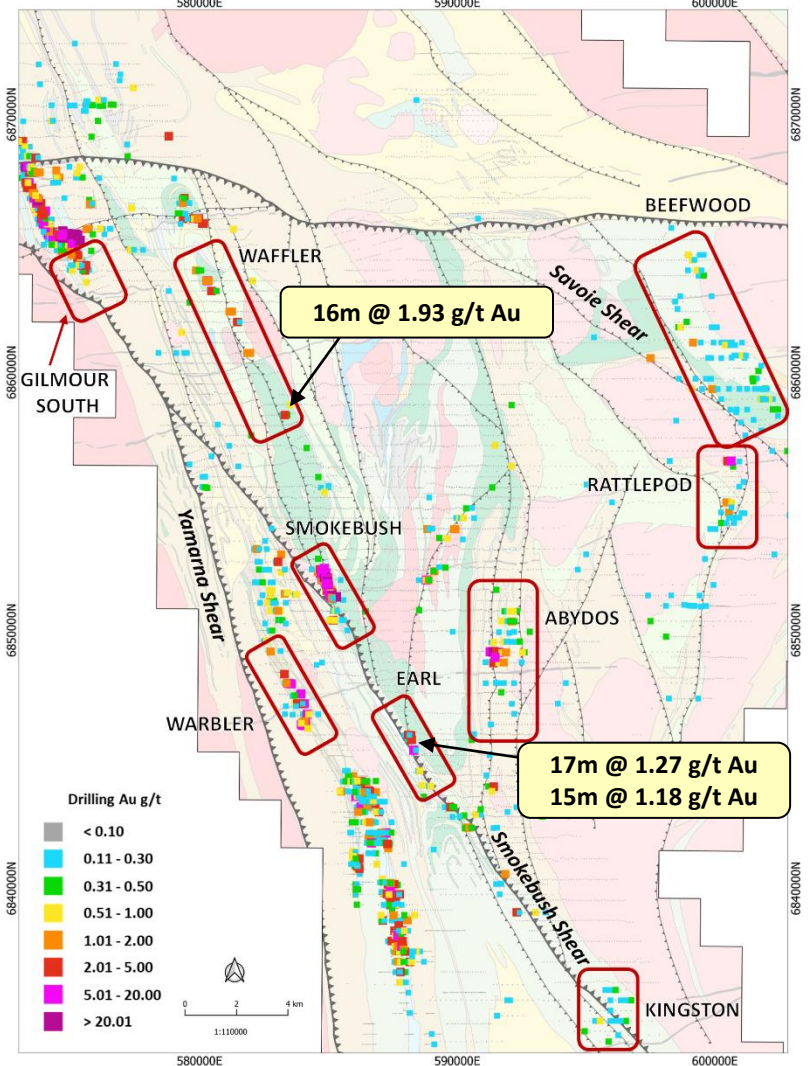 580000E
590000E
600000E
6870000N
6870000N
BEEFWOOD
WAFFLER
Savoie Shear
16m @ 1.93 g/t Au
6860000N
6860000N
GILMOUR
SOUTH
RATTLEPOD
Yamarna Shear
SMOKEBUSH
6850000N
6850000N
ABYDOS
EARL
WARBLER
17m @ 1.27 g/t Au
15m @ 1.18 g/t Au
Drilling Au g/t
< 0.10
0.11 - 0.30
0.31 - 0.50
0.51 - 1.00
1.01 - 2.00
2.01 - 5.00
5.01 - 20.00
> 20.01
6840000N
6840000N
Smokebush Shear
0 2 4 km
1:110000
KINGSTON
580000E
590000E
600000E